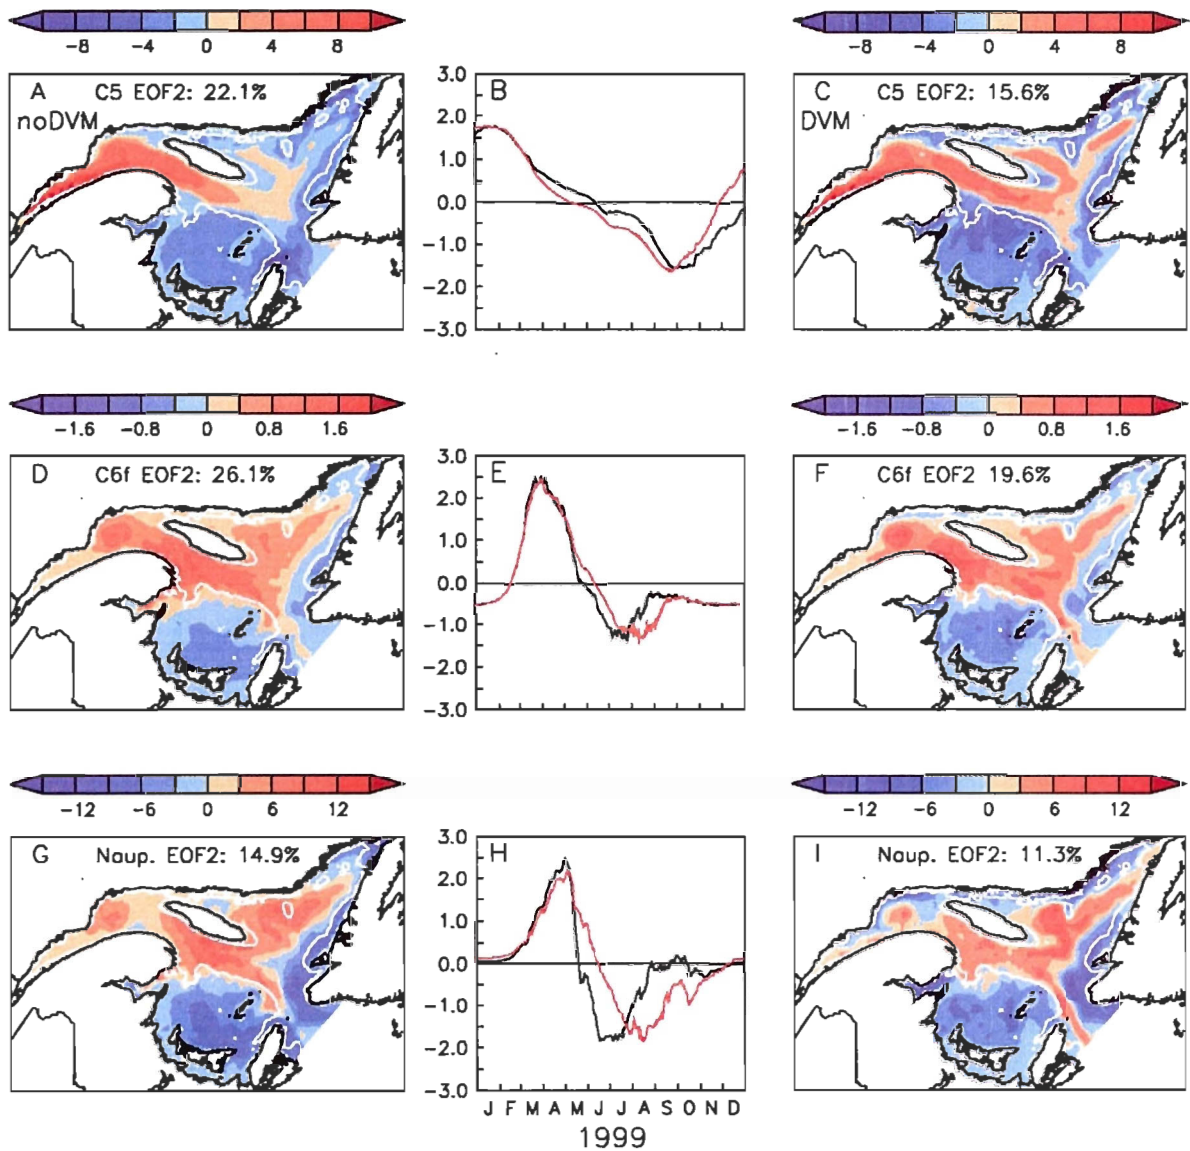 -8 -4 0 4 8
-8 -4 0 4 8
A C5 EOF2: 22.1%
noDVM
B
3.0
2.0
1.0
0.0
-1.0
-2.0
-3.0
C C5 EOF2: 15.6%
DVM
-1.6 -0.8 0 0.8 1.6
-1.6 -0.8 0 0.8 1.6
D C6f EOF2: 26.1%
E
3.0
2.0
1.0
0.0
-1.0
-2.0
-3.0
F C6f EOF2 19.6%
-12 -6 0 6 12
-12 -6 0 6 12
G Naup. EOF2: 14.9%
H
3.0
2.0
1.0
0.0
-1.0
-2.0
-3.0
J F M A M J J A S O N D
1999
I Naup. EOF2: 11.3%